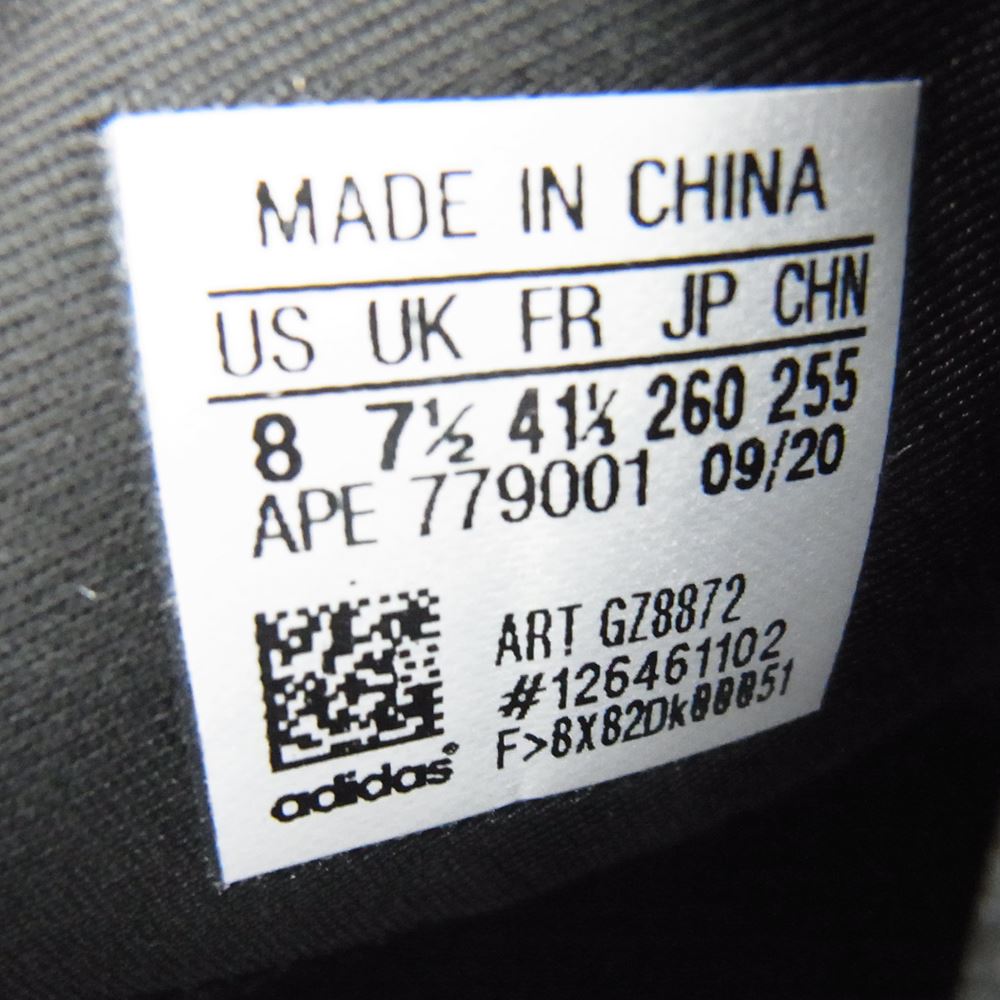 MADE IN CHINA
US UK FR JP CHN
8 7½ 41⅓ 260 255
APE 779001 09/20
ART GZ8872
#126461102
adidas®